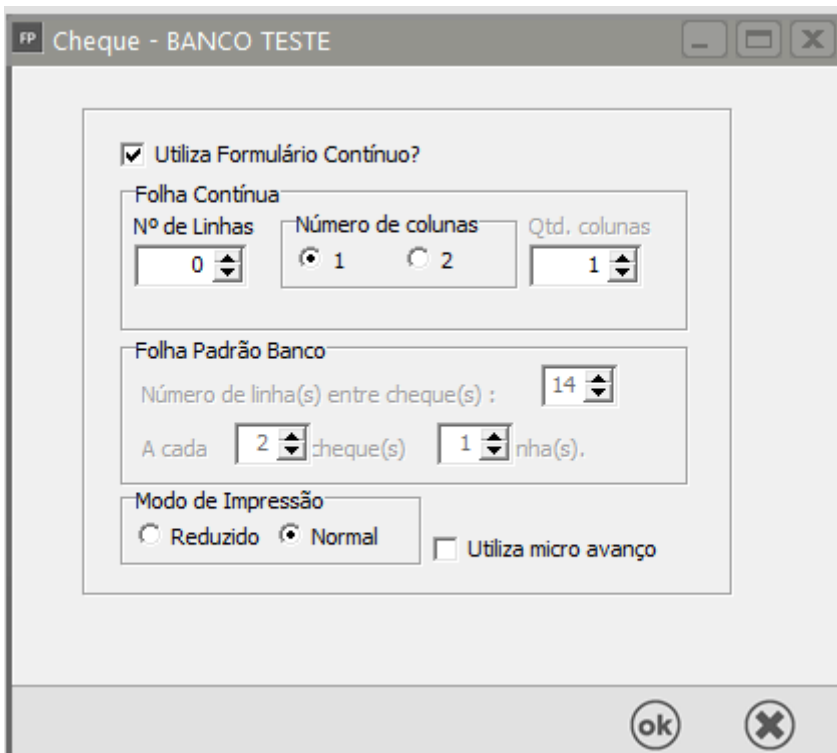 FP Cheque - BANCO TESTE
Utiliza Formulário Contínuo?
Folha Contínua
Nº de Linhas Número de colunas Qtd. colunas
0 1 2 1
Folha Padrão Banco
Número de linha(s) entre cheque(s) : 14
A cada 2 cheque(s) 1 nha(s).
Modo de Impressão
Reduzido Normal Utiliza micro avanço
ok